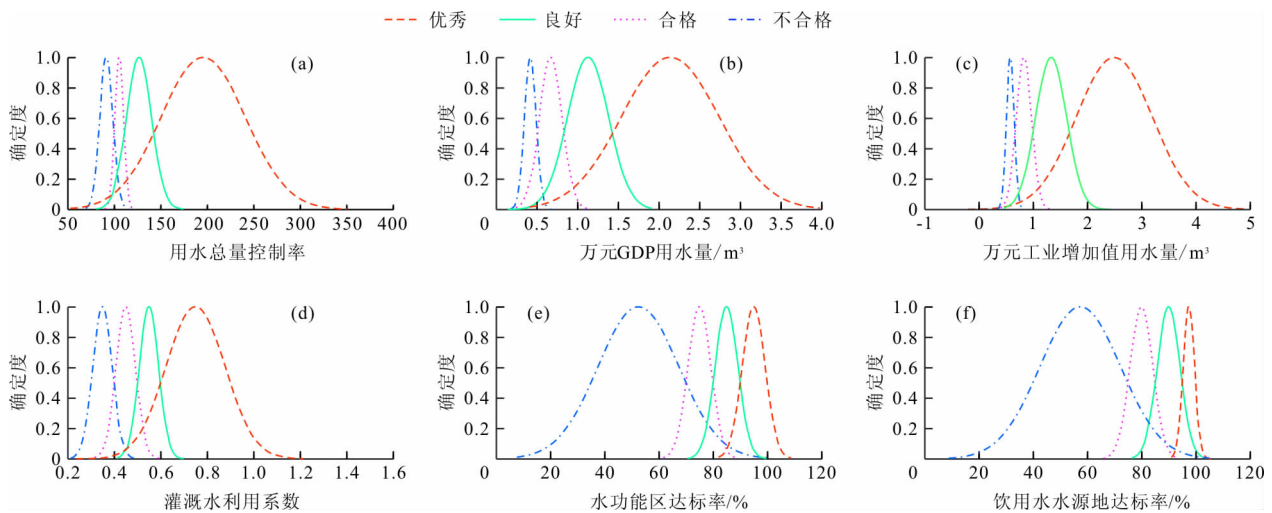 优秀 良好 合格 不合格
(a)
确定度
1.0
0.8
0.6
0.4
0.2
0
50 100 150 200 250 300 350 400
用水总量控制率
(b)
确定度
1.0
0.8
0.6
0.4
0.2
0 0.5 1.0 1.5 2.0 2.5 3.0 3.5 4.0
万元GDP用水量/m³
(c)
确定度
1.0
0.8
0.6
0.4
0.2
-1 0 1 2 3 4 5
万元工业增加值用水量/m³
(d)
确定度
1.0
0.8
0.6
0.4
0.2
0
0.2 0.4 0.6 0.8 1.0 1.2 1.4 1.6
灌溉水利用系数
(e)
确定度
1.0
0.8
0.6
0.4
0.2
0 20 40 60 80 100 120
水功能区达标率/%
(f)
确定度
1.0
0.8
0.6
0.4
0.2
0 20 40 60 80 100 120
饮用水水源地达标率/%